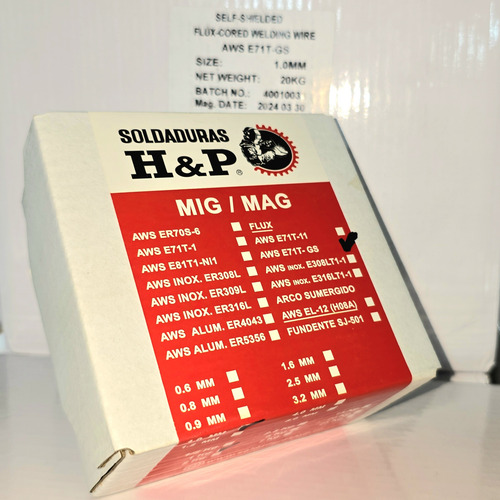 SELF-SHIELDED
FLUX-CORED WELDING WIRE
AWS E71T-GS
SIZE: 1.0MM
NET WEIGHT: 20KG
BATCH NO.: 4001003
Mag. DATE: 2024 03 30
SOLDADURAS
H&P®
MIG / MAG
AWS ER70S-6
AWS E71T-1
AWS E81T1-NI1
AWS INOX. ER308L
AWS INOX. ER309L
AWS INOX. ER316L
AWS ALUM. ER4043
AWS ALUM. ER5356
FLUX
AWS E71T-11
AWS E71T- GS
AWS INOX. E308LT1-1
AWS INOX. E316LT1-1
ARCO SUMERGIDO
AWS EL-12 (H08A)
FUNDENTE SJ-501
0.6 MM
0.8 MM
0.9 MM
1.6 MM
2.5 MM
3.2 MM